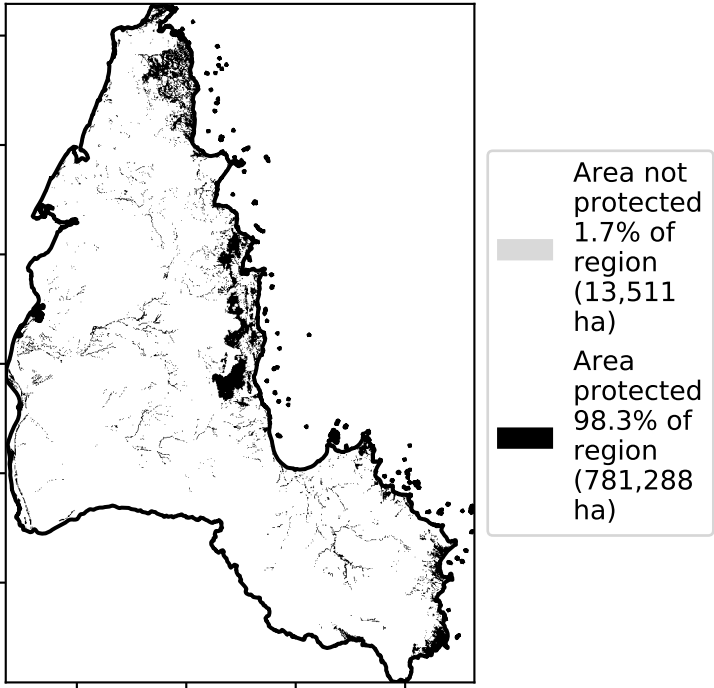 Area not
protected
1.7% of
region
(13,511
ha)
Area
protected
98.3% of
region
(781,288
ha)